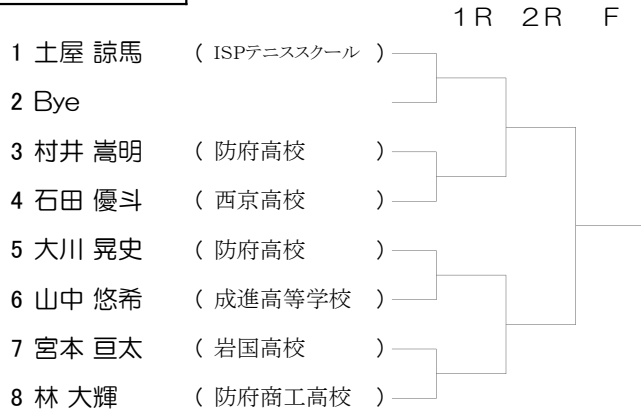 1R 2R F
1 土屋 諒馬 ( ISPテニススクール )
2 Bye
3 村井 嵩明 ( 防府高校 )
4 石田 優斗 ( 西京高校 )
5 大川 晃史 ( 防府高校 )
6 山中 悠希 ( 成進高等学校 )
7 宮本 亘太 ( 岩国高校 )
8 林 大輝 ( 防府商工高校 )